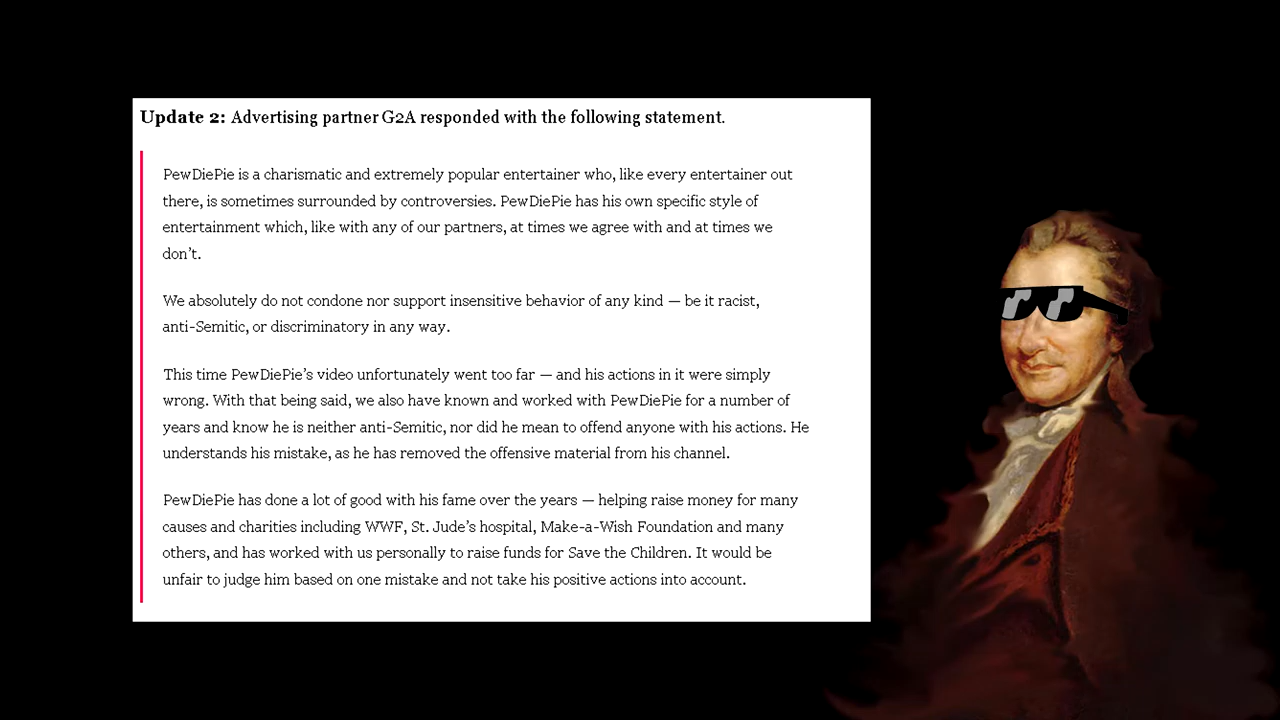 Update 2: Advertising partner G2A responded with the following statement.
PewDiePie is a charismatic and extremely popular entertainer who, like every entertainer out
there, is sometimes surrounded by controversies. PewDiePie has his own specific style of
entertainment which, like with any of our partners, at times we agree with and at times we
don’t.
We absolutely do not condone nor support insensitive behavior of any kind — be it racist,
anti-Semitic, or discriminatory in any way.
This time PewDiePie’s video unfortunately went too far — and his actions in it were simply
wrong. With that being said, we also have known and worked with PewDiePie for a number of
years and know he is neither anti-Semitic, nor did he mean to offend anyone with his actions. He
understands his mistake, as he has removed the offensive material from his channel.
PewDiePie has done a lot of good with his fame over the years — helping raise money for many
causes and charities including WWF, St. Jude’s hospital, Make-a-Wish Foundation and many
others, and has worked with us personally to raise funds for Save the Children. It would be
unfair to judge him based on one mistake and not take his positive actions into account.